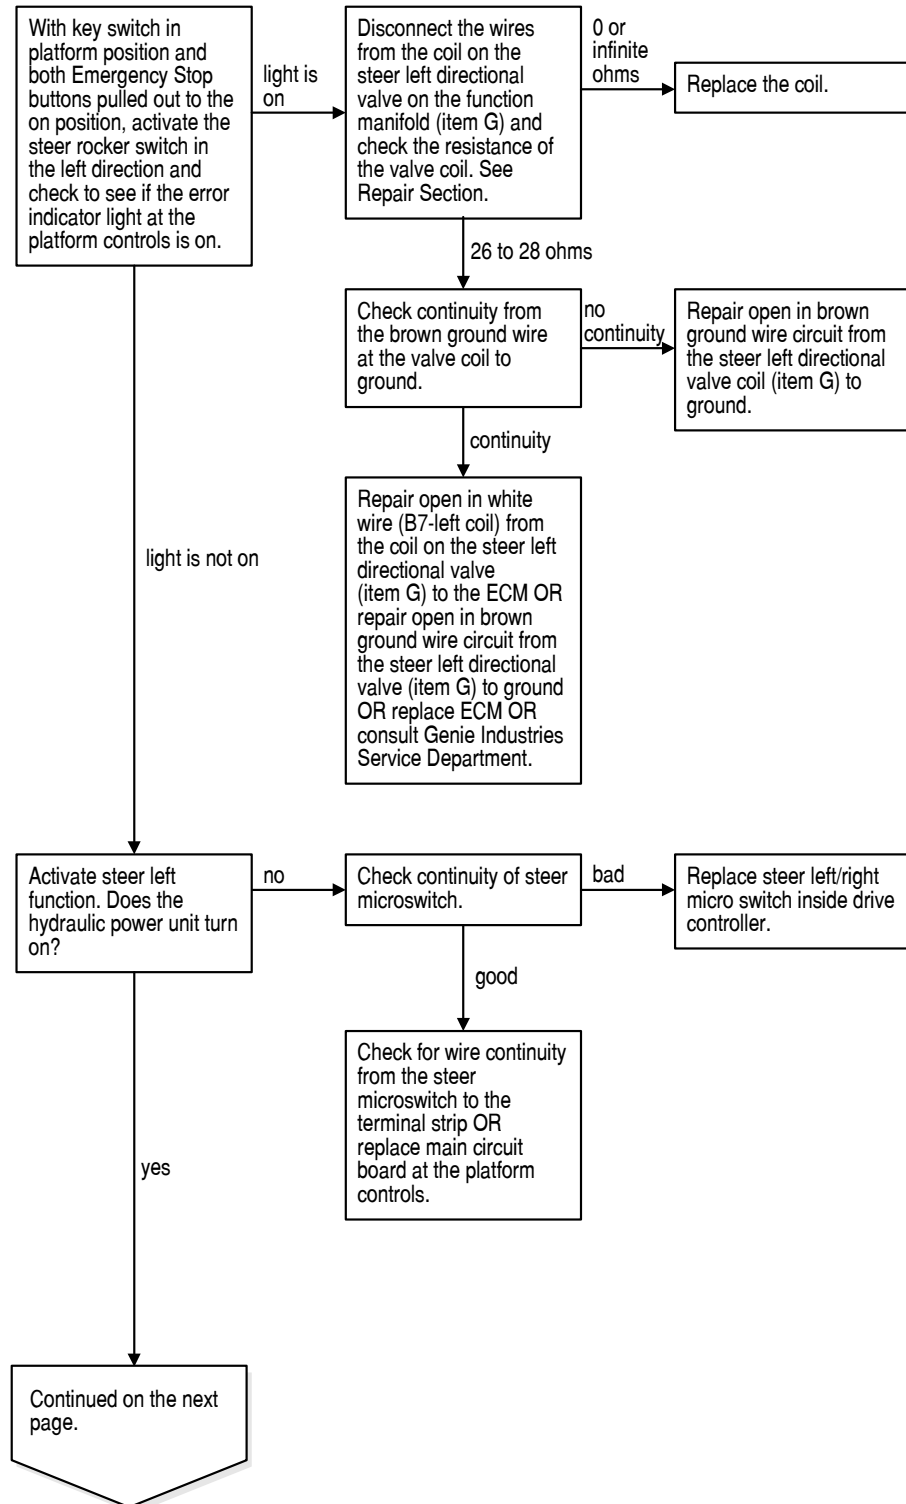 With key switch in
platform position and
both Emergency Stop
buttons pulled out to the
on position, activate the
steer rocker switch in
the left direction and
check to see if the error
indicator light at the
platform controls is on.
light is
on
Disconnect the wires
from the coil on the
steer left directional
valve on the function
manifold (item G) and
check the resistance of
the valve coil. See
Repair Section.
0 or
infinite
ohms
Replace the coil.
26 to 28 ohms
Check continuity from
the brown ground wire
at the valve coil to
ground.
no
continuity
Repair open in brown
ground wire circuit from
the steer left directional
valve coil (item G) to
ground.
continuity
Repair open in white
wire (B7-left coil) from
the coil on the steer left
directional valve
(item G) to the ECM OR
repair open in brown
ground wire circuit from
the steer left directional
valve (item G) to ground
OR replace ECM OR
consult Genie Industries
Service Department.
light is not on
Activate steer left
function. Does the
hydraulic power unit turn
on?
no
Check continuity of steer
microswitch.
bad
Replace steer left/right
micro switch inside drive
controller.
good
Check for wire continuity
from the steer
microswitch to the
terminal strip OR
replace main circuit
board at the platform
controls.
yes
Continued on the next
page.